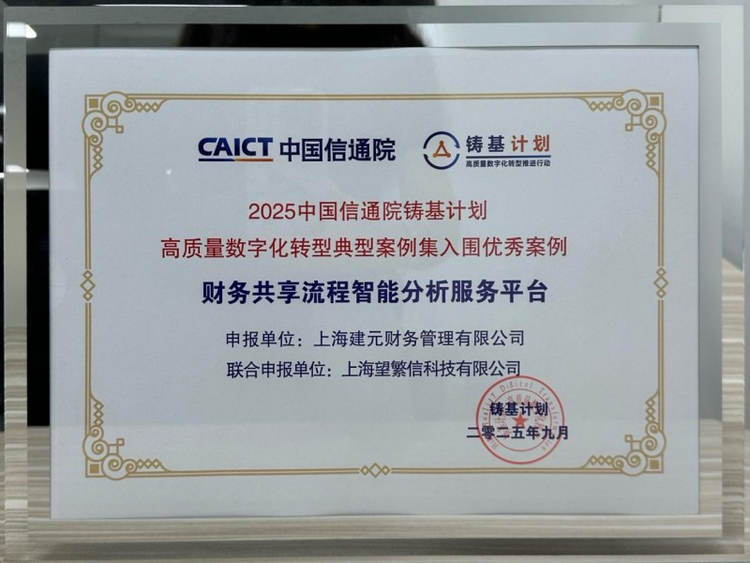 CAICT 中国信通院
铸基计划
高质量数字化转型推进行动
2025中国信通院铸基计划
高质量数字化转型典型案例集入围优秀案例
财务共享流程智能分析服务平台
申报单位：上海建元财务管理有限公司
联合申报单位：上海望繁信科技有限公司
铸基计划
二零二五年九月